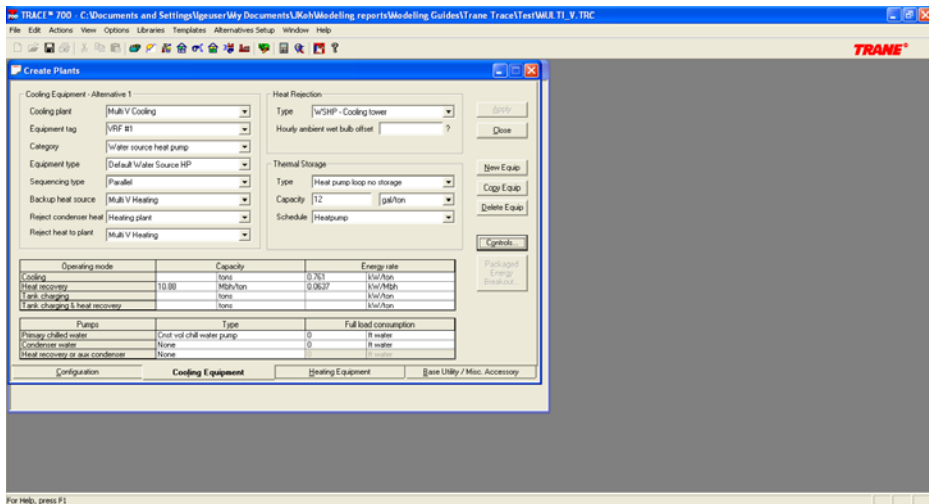 TRACE™ 700 - C:\Documents and Settings\lgeuser\My Documents\JKoh\Modeling reports\Modeling Guides\Trane Trace\Test\MULTI_V.TRC
File Edit Actions View Options Libraries Templates Alternatives Setup Window Help
TRANE®
Create Plants
Cooling Equipment - Alternative 1
Cooling plant Multi V Cooling
Equipment tag VRF #1
Category Water source heat pump
Equipment type Default Water Source HP
Sequencing type Parallel
Backup heat source Multi V Heating
Reject condenser heat Heating plant
Reject heat to plant Multi V Heating
Heat Rejection
Type WSHP - Cooling tower
Hourly ambient wet bulb offset ?
Thermal Storage
Type Heat pump loop no storage
Capacity 12 gal/ton
Schedule Heatpump
Apply
Close
New Equip
Copy Equip
Delete Equip
Controls...
Packaged
Energy
Breakout...
Operating mode Capacity Energy rate
Cooling tons 0.761 kW/ton
Heat recovery 10.88 Mbh/ton 0.0637 kW/Mbh
Tank charging tons kW/ton
Tank charging & heat recovery tons kW/ton
Pumps Type Full load consumption
Primary chilled water Cnst vol chill water pump 0 ft water
Condenser water None 0 ft water
Heat recovery or aux condenser None 0 ft water
Configuration Cooling Equipment Heating Equipment Base Utility / Misc. Accessory
For Help, press F1